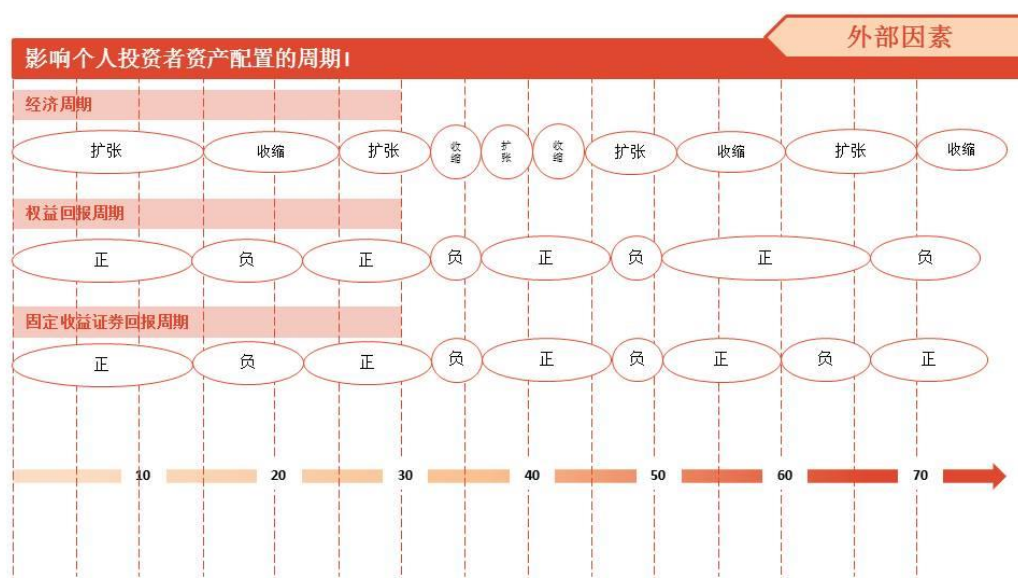 外部因素
影响个人投资者资产配置的周期I
经济周期
扩张 收缩 扩张 收缩 扩张 收缩 扩张 收缩 扩张 收缩
权益回报周期
正 负 正 负 正 负 正 负
固定收益证券回报周期
正 负 正 负 正 负 正 负 正
10 20 30 40 50 60 70